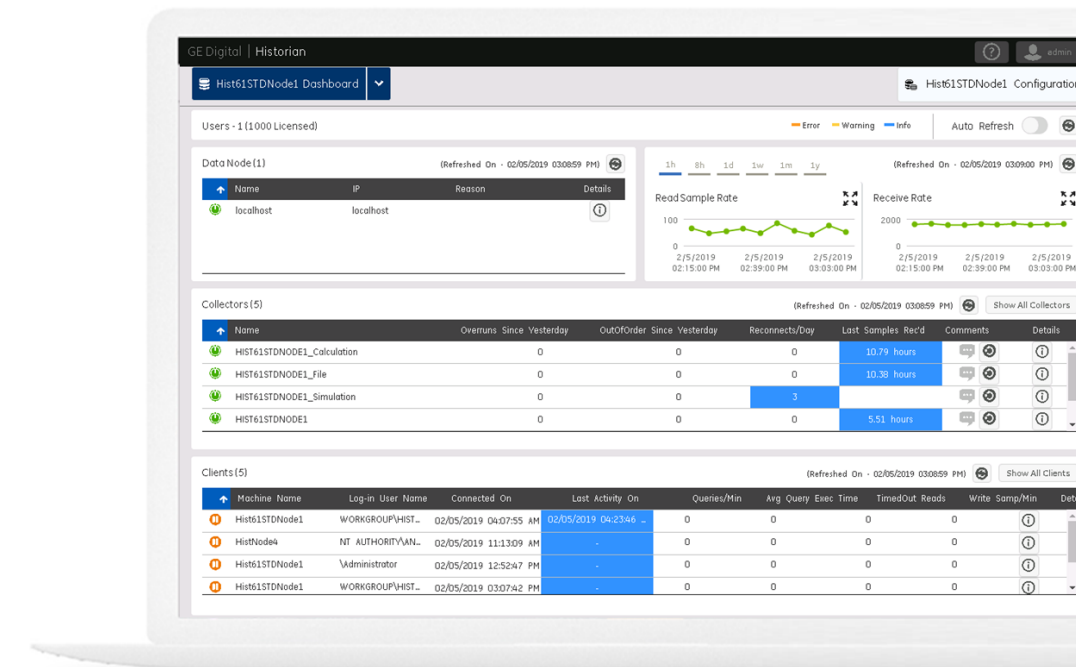 GE Digital | Historian
? admin
Hist61STDNode1 Dashboard
Hist61STDNode1 Configuration
Users - 1 (1000 Licensed)
Error Warning Info Auto Refresh
Data Node (1) (Refreshed On - 02/05/2019 03:08:59 PM)
Name IP Reason Details
localhost localhost
1h 8h 1d 1w 1m 1y (Refreshed On - 02/05/2019 03:09:00 PM)
Read Sample Rate
100
0
2/5/2019 2/5/2019 2/5/2019
02:15:00 PM 02:39:00 PM 03:03:00 PM
Receive Rate
2000
0
2/5/2019 2/5/2019 2/5/2019
02:15:00 PM 02:39:00 PM 03:03:00 PM
Collectors (5) (Refreshed On - 02/05/2019 03:08:59 PM) Show All Collectors
Name Overruns Since Yesterday OutOfOrder Since Yesterday Reconnects/Day Last Samples Rec'd Comments Details
HIST61STDNODE1_Calculation 0 0 0 10.79 hours
HIST61STDNODE1_File 0 0 0 10.38 hours
HIST61STDNODE1_Simulation 0 0 3
HIST61STDNODE1 0 0 0 5.51 hours
Clients (5) (Refreshed On - 02/05/2019 03:08:59 PM) Show All Clients
Machine Name Log-in User Name Connected On Last Activity On Queries/Min Avg Query Exec Time TimedOut Reads Write Samp/Min Det
Hist61STDNode1 WORKGROUP\HIST... 02/05/2019 04:07:55 AM 02/05/2019 04:23:46 ... 0 0 0 0
HistNode4 NT AUTHORITY\AN... 02/05/2019 11:13:09 AM - 0 0 0 0
Hist61STDNode1 \Administrator 02/05/2019 12:52:47 PM - 0 0 0 0
Hist61STDNode1 WORKGROUP\HIST... 02/05/2019 03:07:42 PM - 0 0 0 0